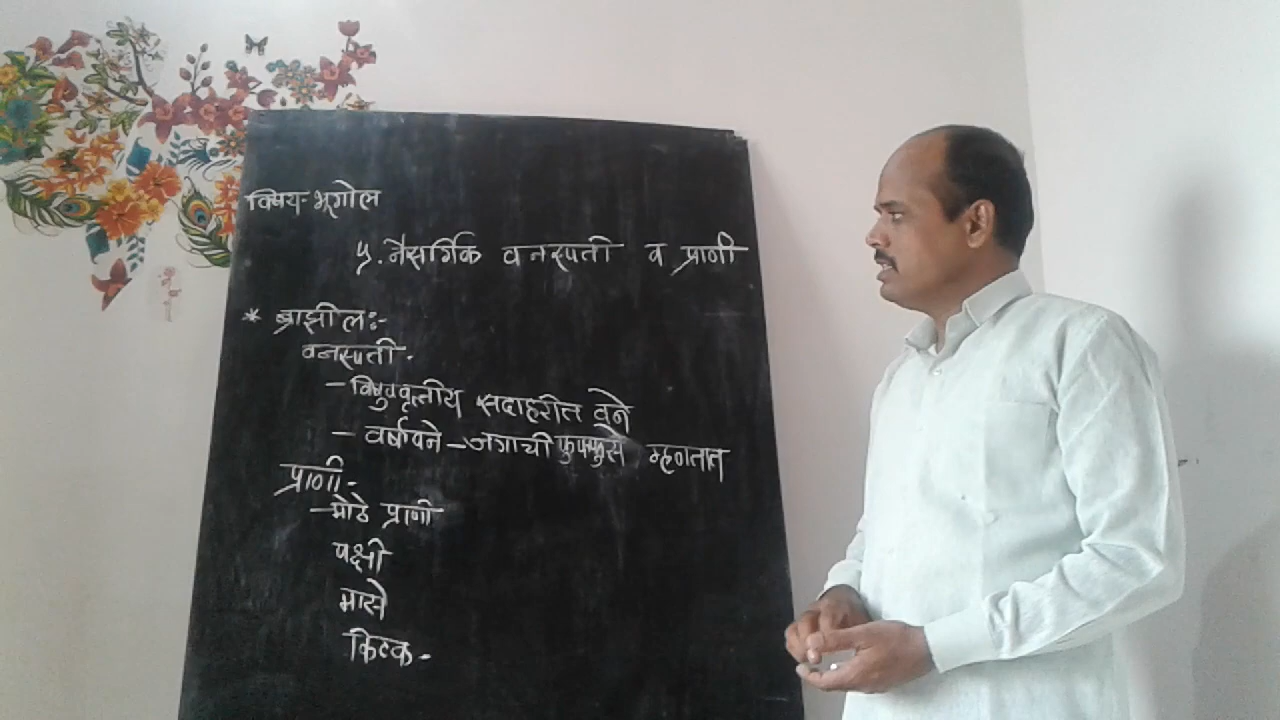 विषय-भूगोल
५. नैसर्गिक वनस्पती व प्राणी
* ब्राझील:-
वनस्पती-
- विषुववृत्तीय सदाहरीत वने
- वर्षावने - जगाची फुफ्फुसे म्हणतात
प्राणी-
- मोठे प्राणी
पक्षी
मासे
किटक-